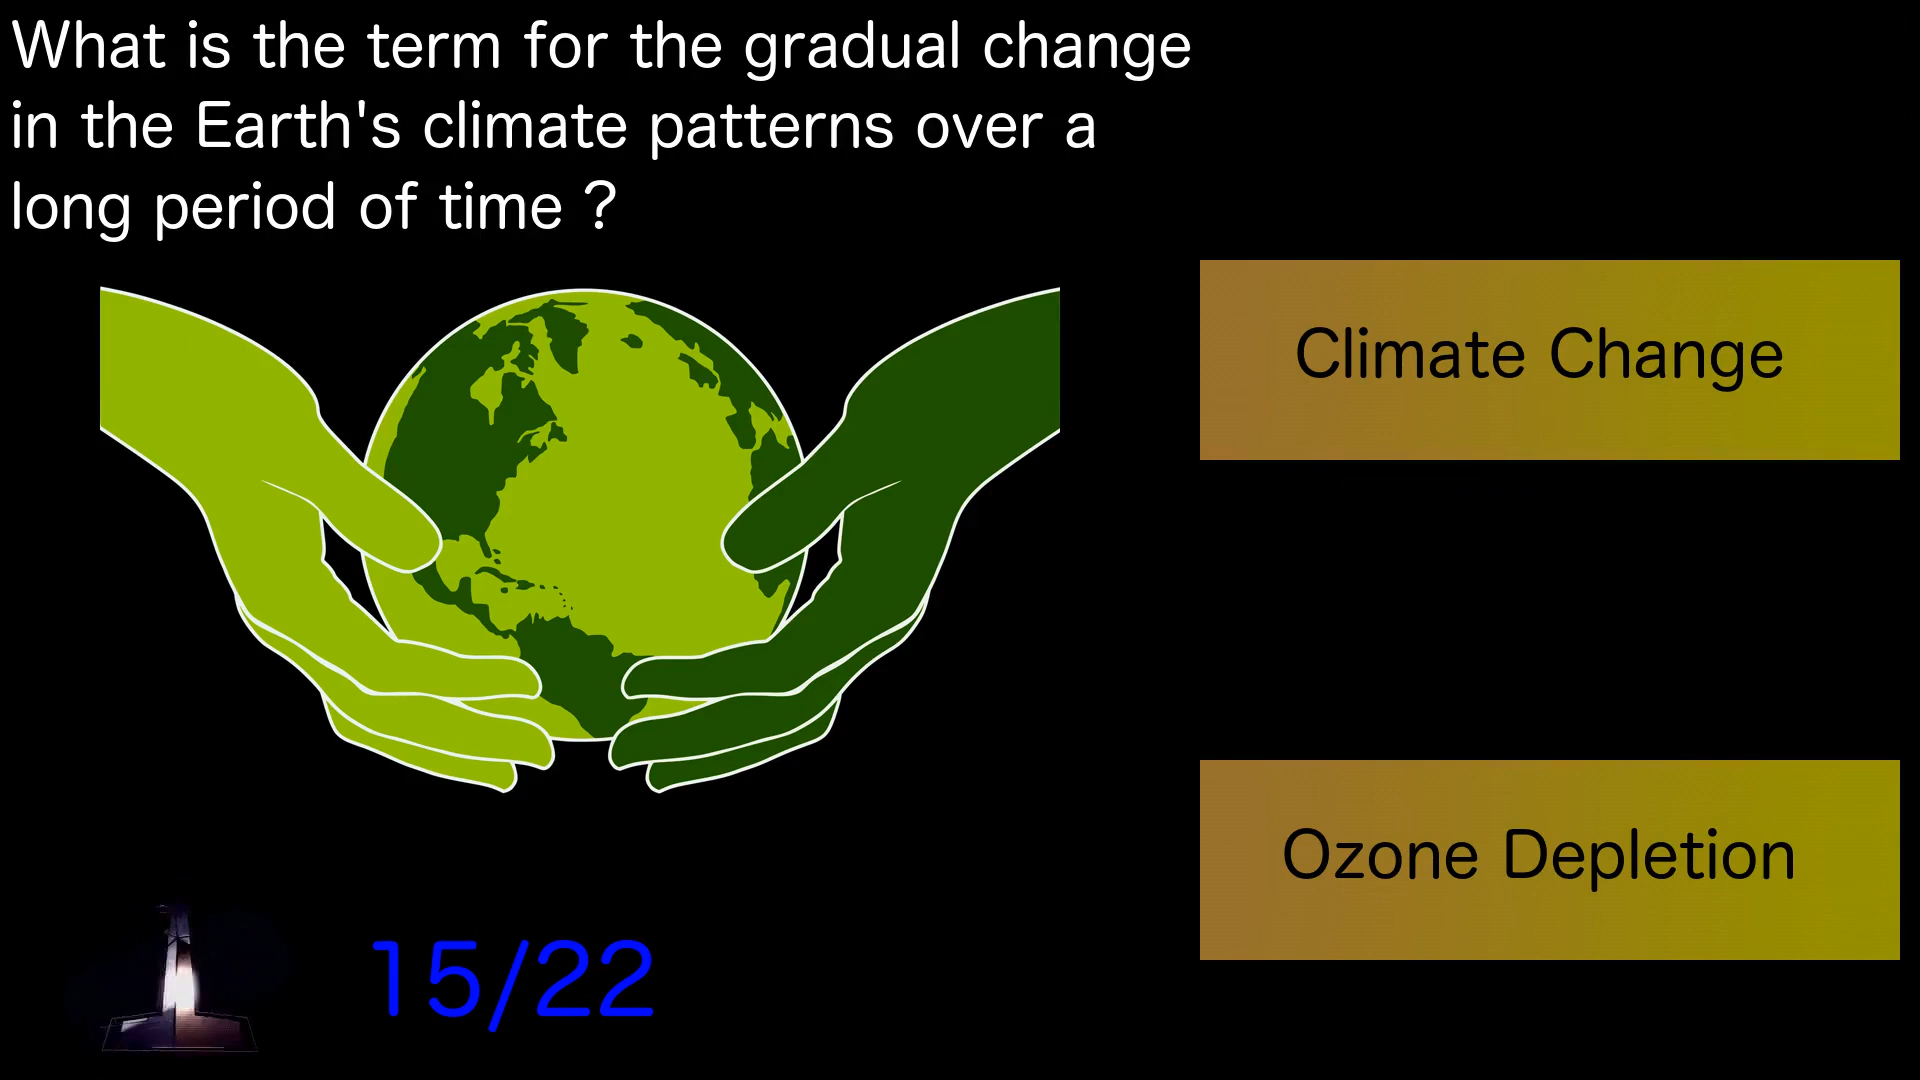 What is the term for the gradual change
in the Earth's climate patterns over a
long period of time ?
Climate Change
Ozone Depletion
15/22